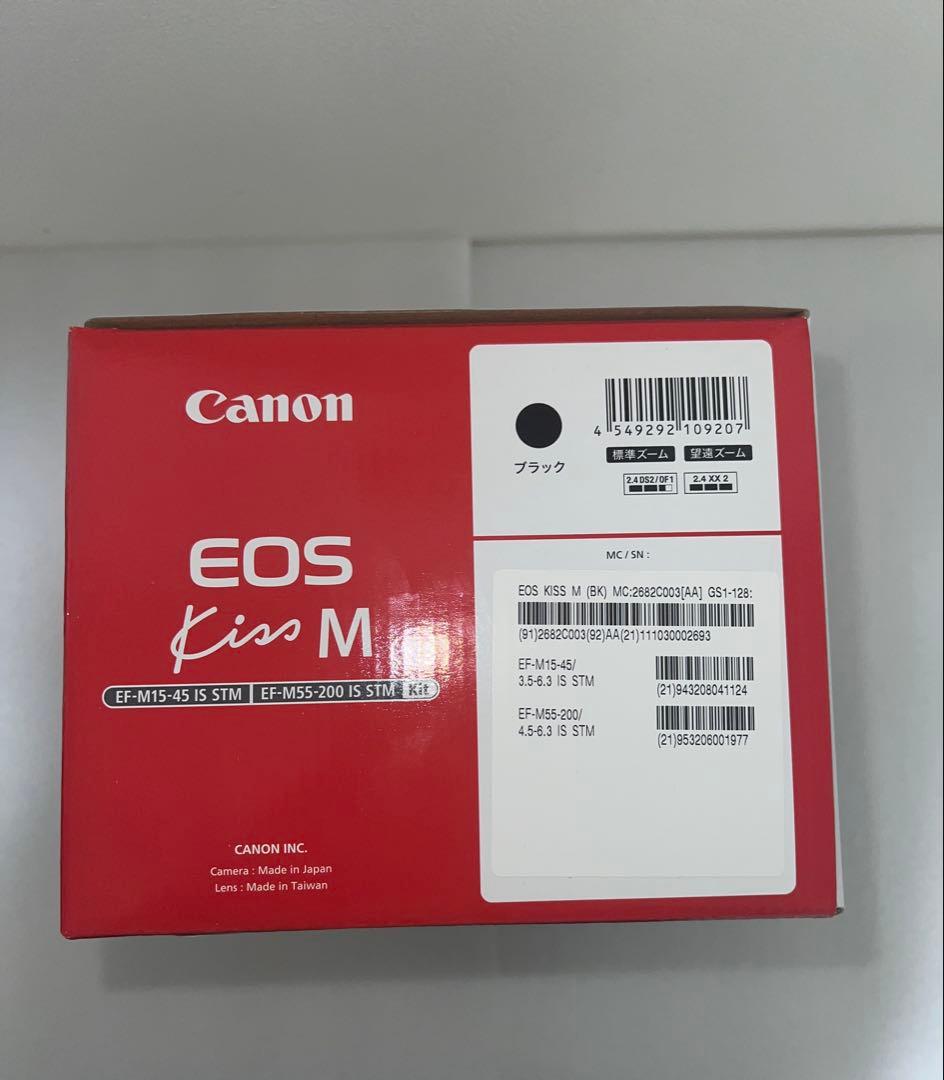 Canon
EOS
Kiss M
EF-M15-45 IS STM | EF-M55-200 IS STM Kit
CANON INC.
Camera : Made in Japan
Lens : Made in Taiwan
ブラック
4 549292 109207
標準ズーム 望遠ズーム
2.4 DS2/DF1 2.4 XX 2
MC / SN :
EOS KISS M (BK) MC:2682C003[AA] GS1-128:
(91)2682C003(92)AA(21)111030002693
EF-M15-45/
3.5-6.3 IS STM
(21)943208041124
EF-M55-200/
4.5-6.3 IS STM
(21)953206001977